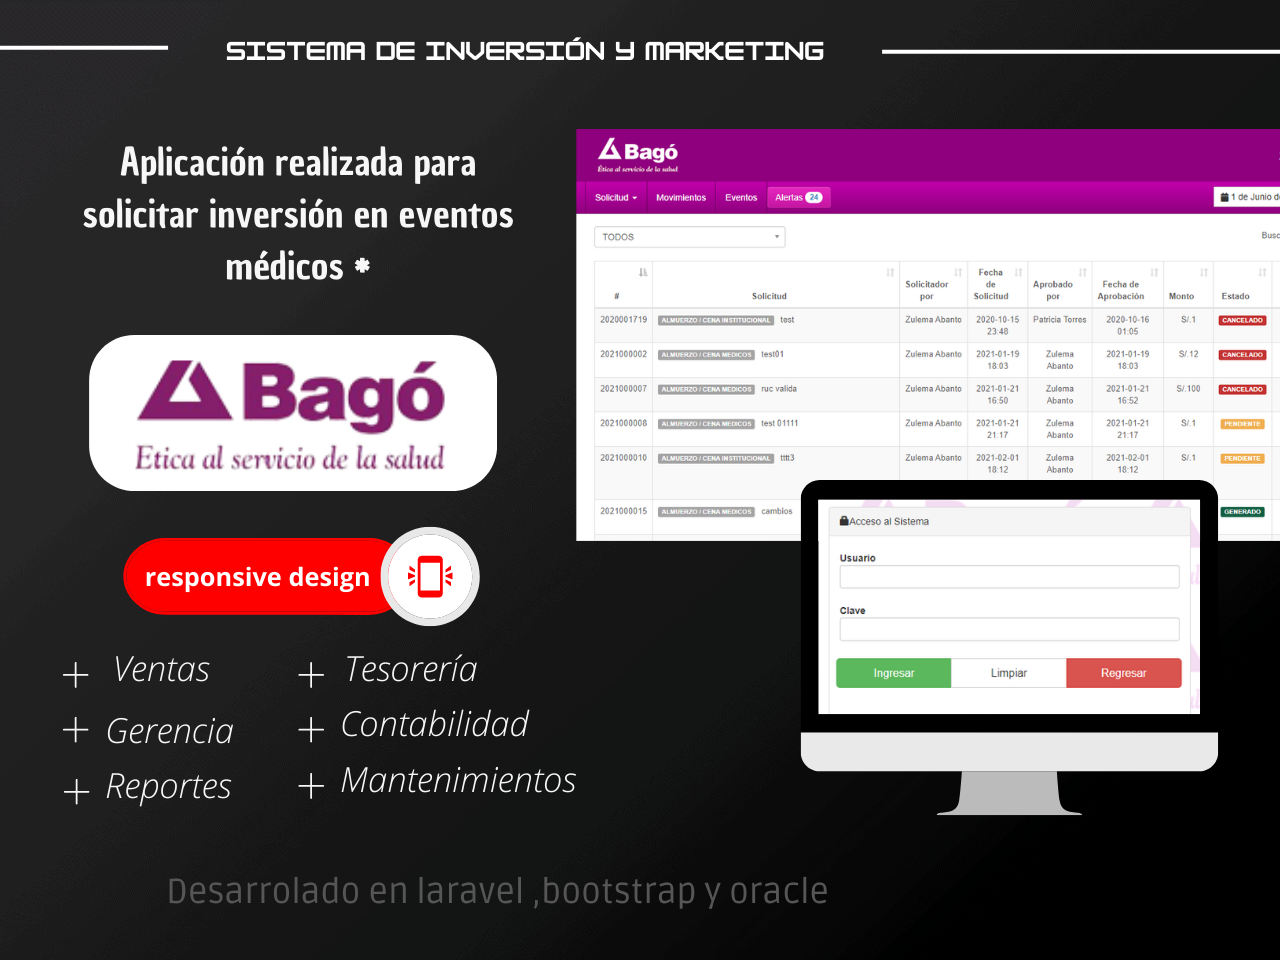 SISTEMA DE INVERSIÓN Y MARKETING
Aplicación realizada para
solicitar inversión en eventos
médicos *
Bagó
Etica al servicio de la salud
responsive design
+ Ventas
+ Gerencia
+ Reportes
+ Tesorería
+ Contabilidad
+ Mantenimientos
Bagó
Ética al servicio de la salud
Solicitud Movimientos Eventos Alertas 24
1 de Junio d
TODOS
Busc
# Solicitud Solicitador por Fecha de Solicitud Aprobado por Fecha de Aprobación Monto Estado
2020001719 ALMUERZO / CENA INSTITUCIONAL test Zulema Abanto 2020-10-15 23:48 Patricia Torres 2020-10-16 01:05 S/.1 CANCELADO
2021000002 ALMUERZO / CENA MEDICOS test01 Zulema Abanto 2021-01-19 18:03 Zulema Abanto 2021-01-19 18:03 S/.12 CANCELADO
2021000007 ALMUERZO / CENA MEDICOS ruc valida Zulema Abanto 2021-01-21 16:50 Zulema Abanto 2021-01-21 16:52 S/.100 CANCELADO
2021000008 ALMUERZO / CENA MEDICOS test 01111 Zulema Abanto 2021-01-21 21:17 Zulema Abanto 2021-01-21 21:17 S/.1 PENDIENTE
2021000010 ALMUERZO / CENA INSTITUCIONAL tttt3 Zulema Abanto 2021-02-01 18:12 Zulema Abanto 2021-02-01 18:12 S/.1 PENDIENTE
2021000015 ALMUERZO / CENA MEDICOS cambios GENERADO
Acceso al Sistema
Usuario
Clave
Ingresar Limpiar Regresar
Desarrolado en laravel ,bootstrap y oracle